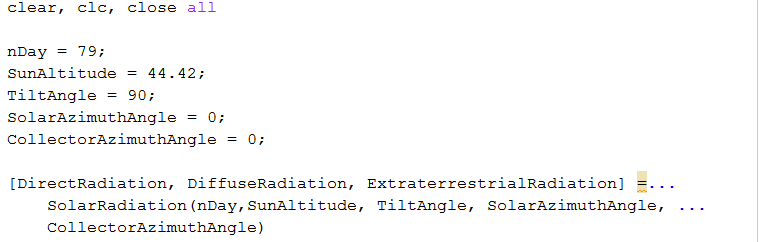 clear, clc, close all
nDay = 79;
SunAltitude = 44.42;
TiltAngle = 90;
SolarAzimuthAngle = 0;
CollectorAzimuthAngle = 0;
[DirectRadiation, DiffuseRadiation, ExtraterrestrialRadiation] =...
SolarRadiation(nDay,SunAltitude, TiltAngle, SolarAzimuthAngle, ...
CollectorAzimuthAngle)